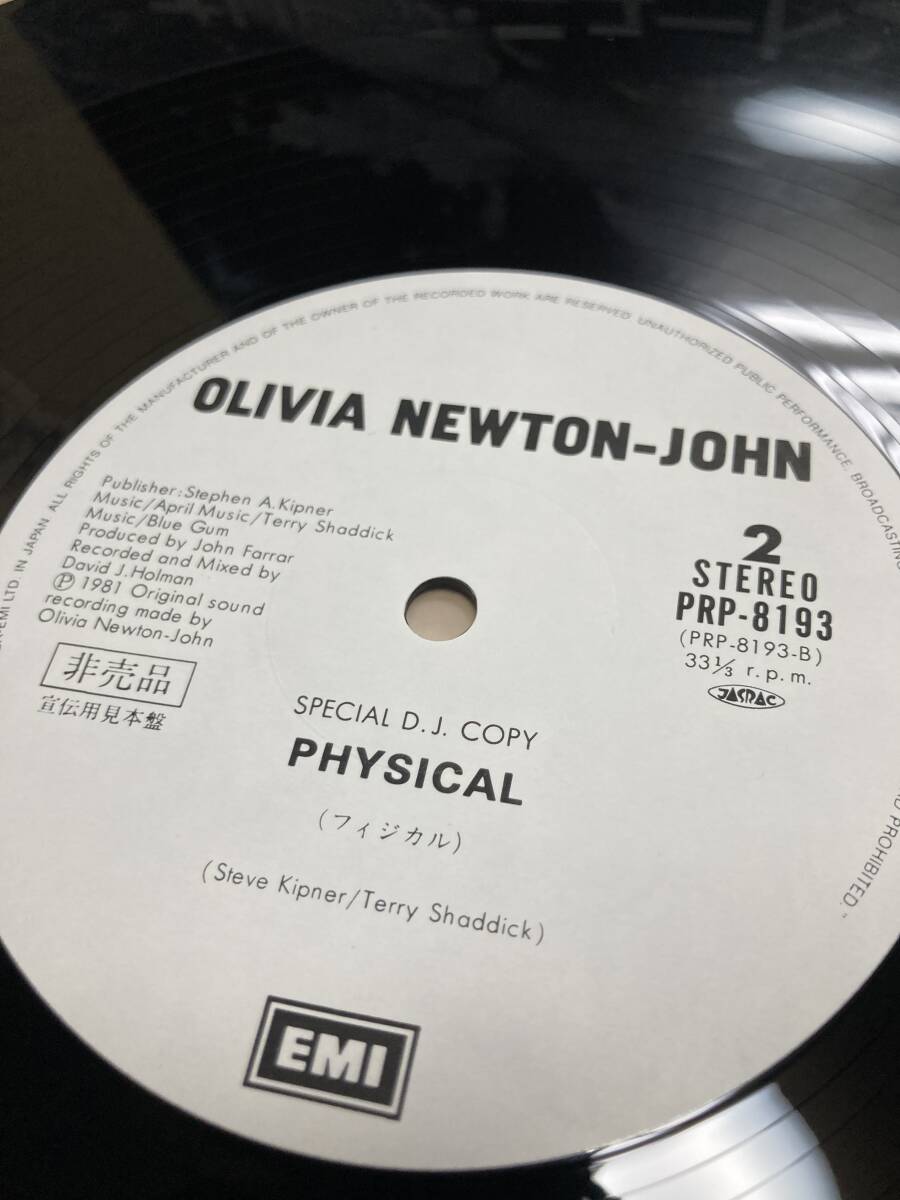 -EMI LTD. IN JAPAN ALL RIGHTS OF THE MANUFACTURER AND OF THE OWNER OF THE RECORDED WORK ARE RESERVED. UNAUTHORIZED PUBLIC PERFORMANCE, BROADCASTING
PROHIBITED."
OLIVIA NEWTON-JOHN
Publisher:Stephen A.Kipner
Music/April Music/Terry Shaddick
Music/Blue Gum
Produced by John Farrar
Recorded and Mixed by
David J.Holman
Ⓟ 1981 Original sound
recording made by
Olivia Newton-John
非売品
宣伝用見本盤
2
STEREO
PRP-8193
(PRP-8193-B)
33⅓ r.p.m.
JASRAC
SPECIAL D.J. COPY
PHYSICAL
(フィジカル)
(Steve Kipner/Terry Shaddick)
EMI